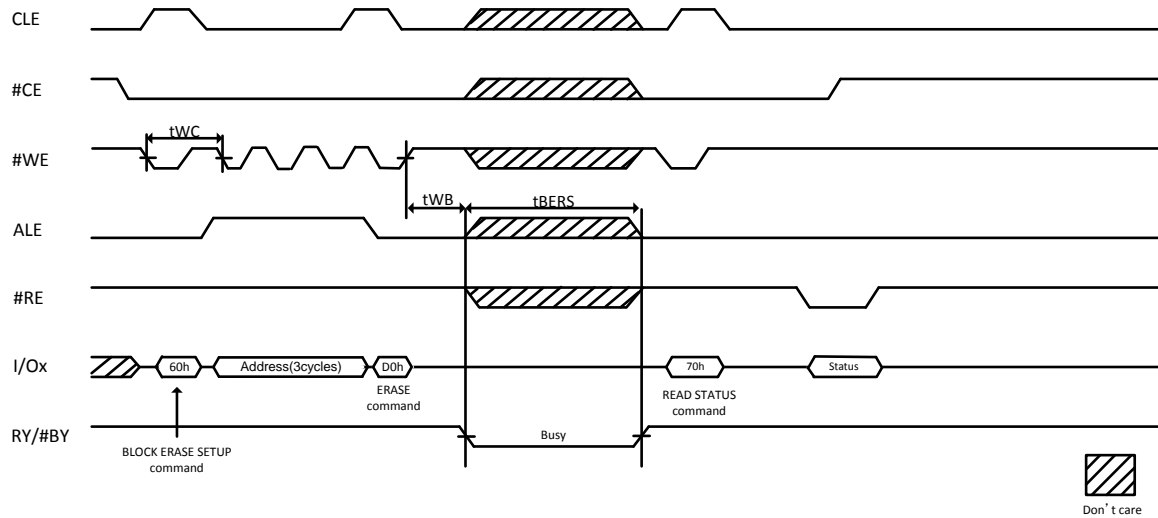 CLE
#CE
tWC
#WE
tWB
tBERS
ALE
#RE
I/Ox
60h
Address(3cycles)
D0h
70h
Status
ERASE
command
READ STATUS
command
RY/#BY
Busy
BLOCK ERASE SETUP
command
Don't care